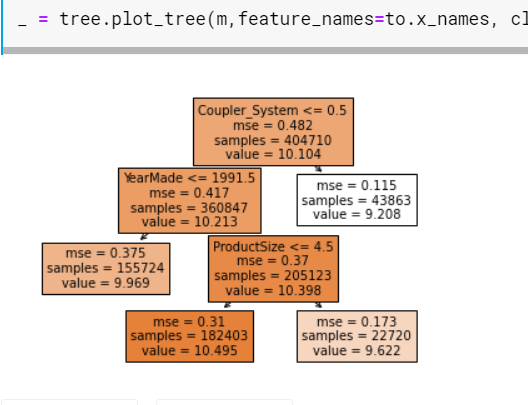 _ = tree.plot_tree(m,feature_names=to.x_names, cl
Coupler_System <= 0.5
mse = 0.482
samples = 404710
value = 10.104
YearMade <= 1991.5
mse = 0.417
samples = 360847
value = 10.213
mse = 0.115
samples = 43863
value = 9.208
mse = 0.375
samples = 155724
value = 9.969
ProductSize <= 4.5
mse = 0.37
samples = 205123
value = 10.398
mse = 0.31
samples = 182403
value = 10.495
mse = 0.173
samples = 22720
value = 9.622